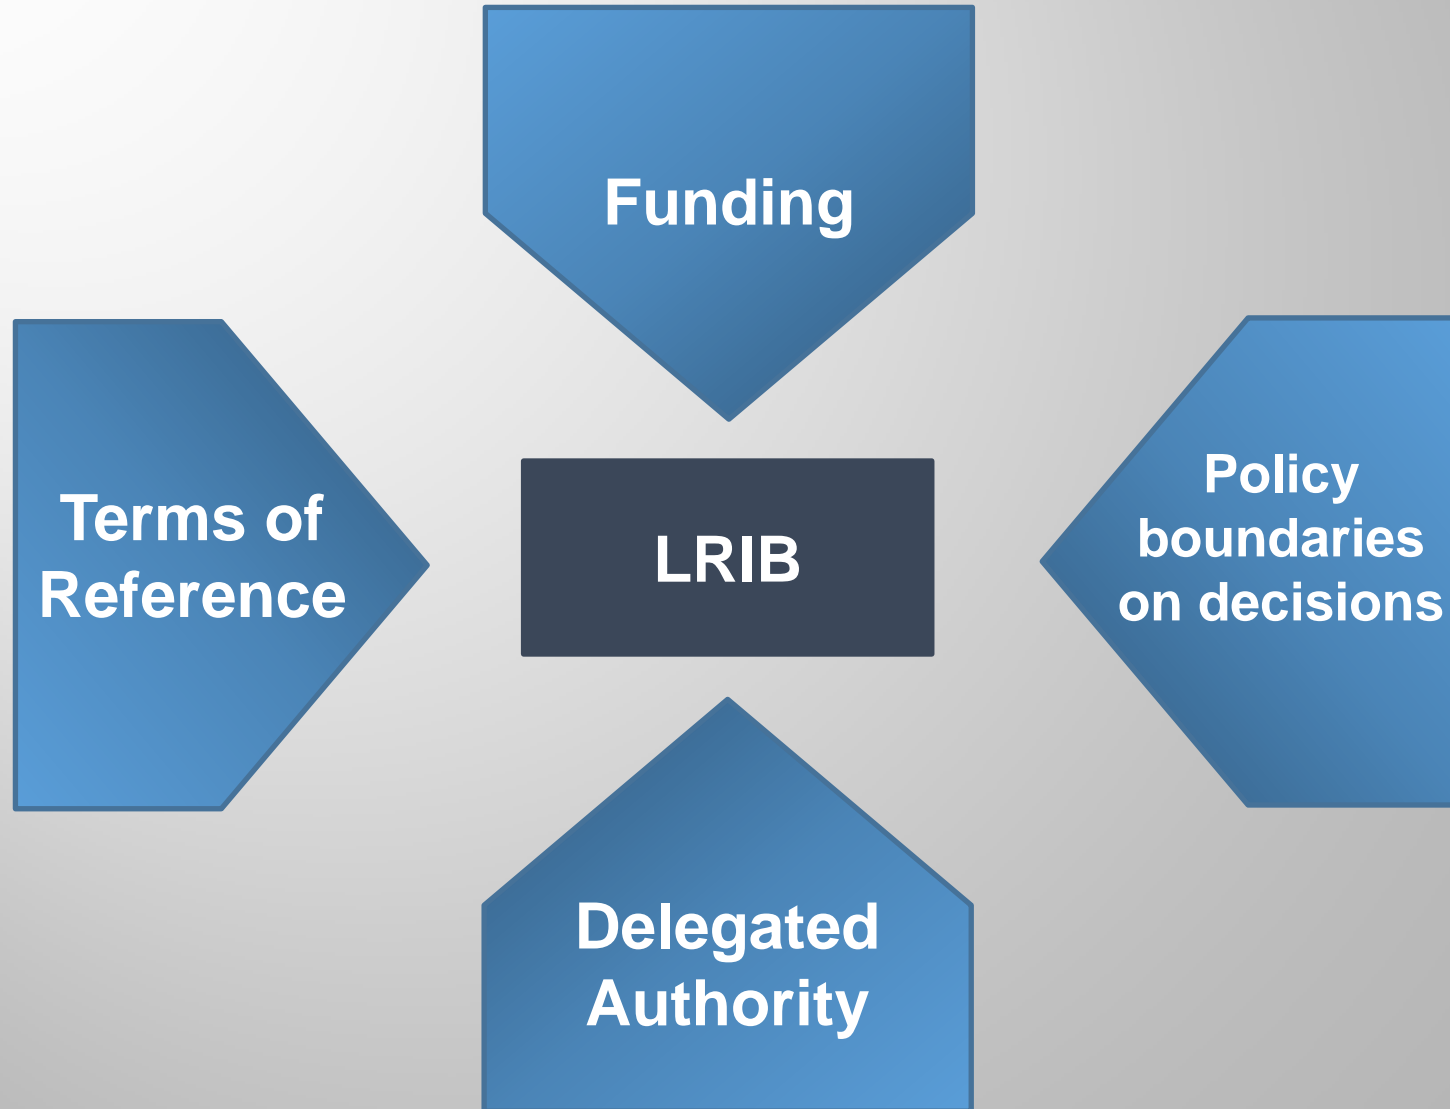 Funding
Terms of
Reference
LRIB
Policy
boundaries
on decisions
Delegated
Authority